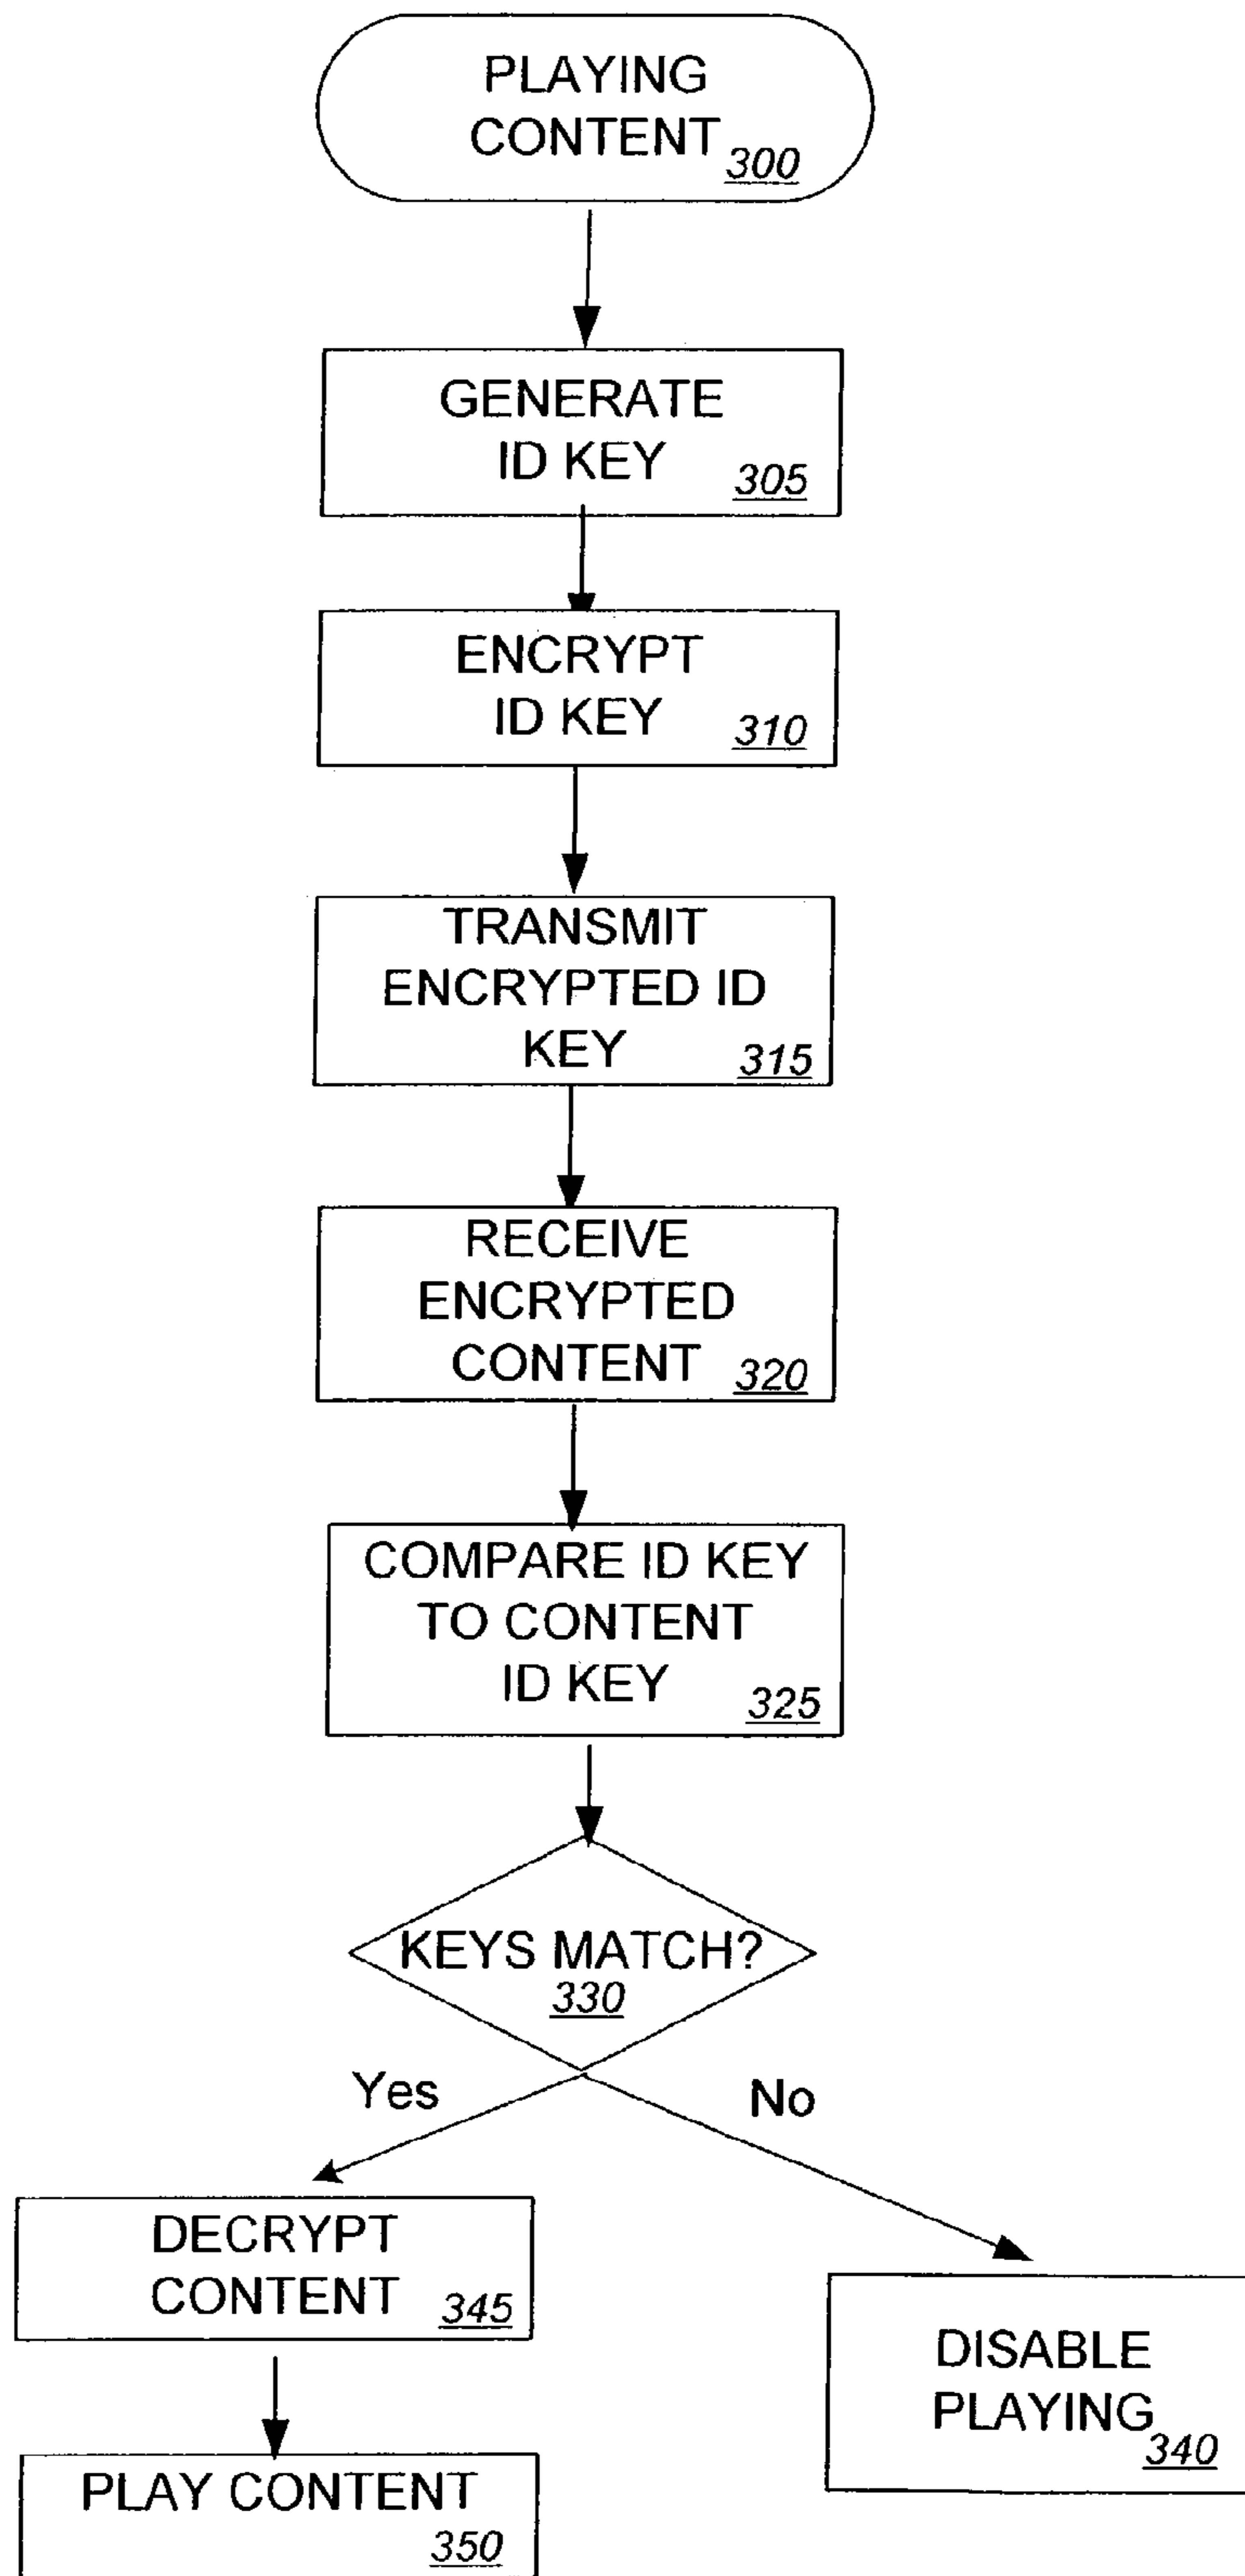 PLAYING
CONTENT 300
GENERATE
ID KEY 305
ENCRYPT
ID KEY 310
TRANSMIT
ENCRYPTED ID
KEY 315
RECEIVE
ENCRYPTED
CONTENT 320
COMPARE ID KEY
TO CONTENT
ID KEY 325
KEYS MATCH?
330
Yes
No
DECRYPT
CONTENT 345
DISABLE
PLAYING 340
PLAY CONTENT
350